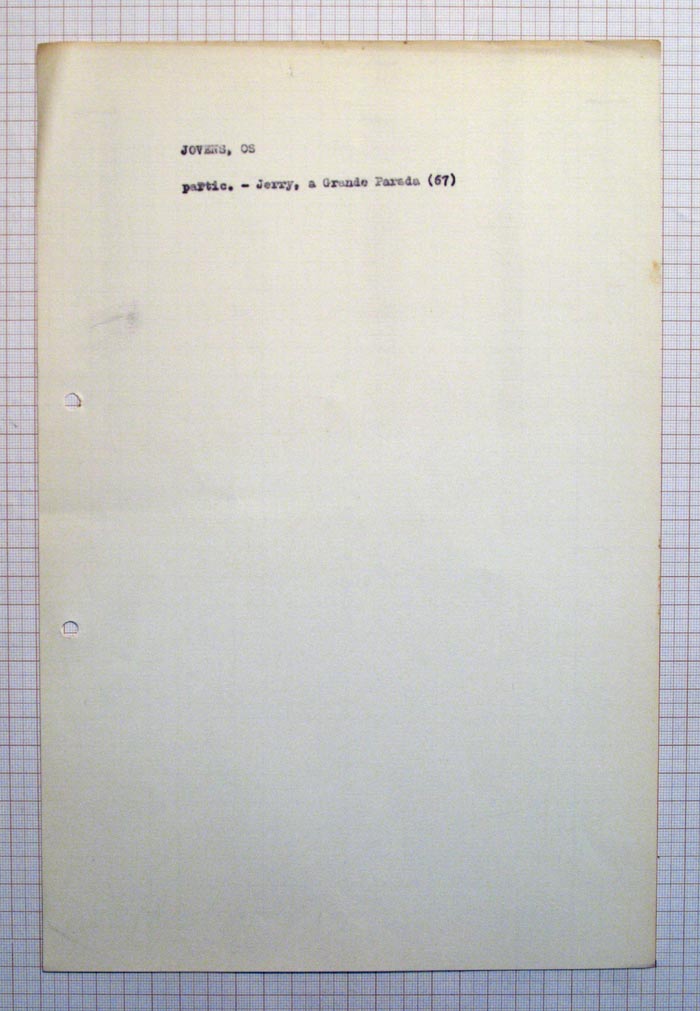 JOVENS, OS
partic. - Jerry, a Grande Parada (67)